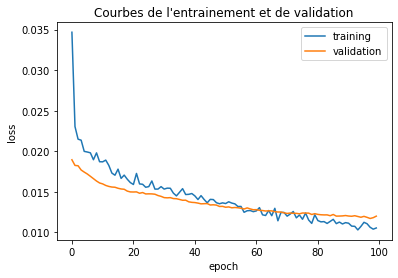 Courbes de l'entrainement et de validation
training
validation
0.035
0.030
0.025
0.020
0.015
0.010
loss
0 20 40 60 80 100
epoch